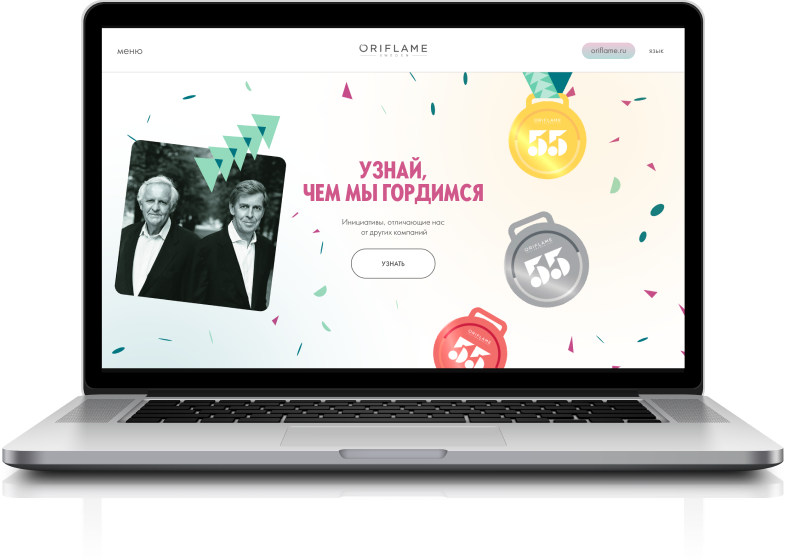 меню
ORIFLAME
SWEDEN
oriflame.ru
язык
ORIFLAME
55
УЗНАЙ,
ЧЕМ МЫ ГОРДИМСЯ
Инициативы, отличающие нас
от других компаний
УЗНАТЬ
ORIFLAME
55
ORIFLAME
55